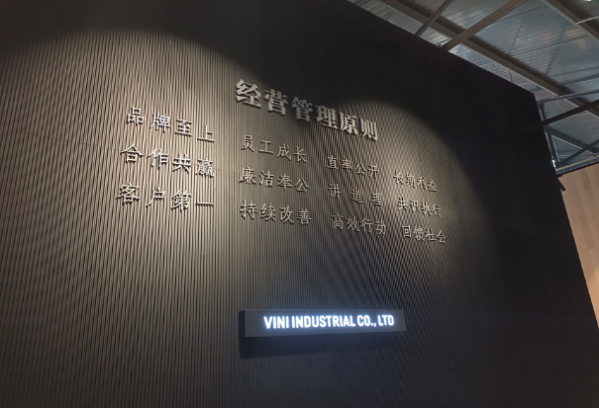 经营管理原则
品牌至上 员工成长 直率公开 长期利益
合作共赢 廉洁奉公 讲道理 共识执行
客户第一 持续改善 高效行动 回馈社会
VINI INDUSTRIAL CO., LTD